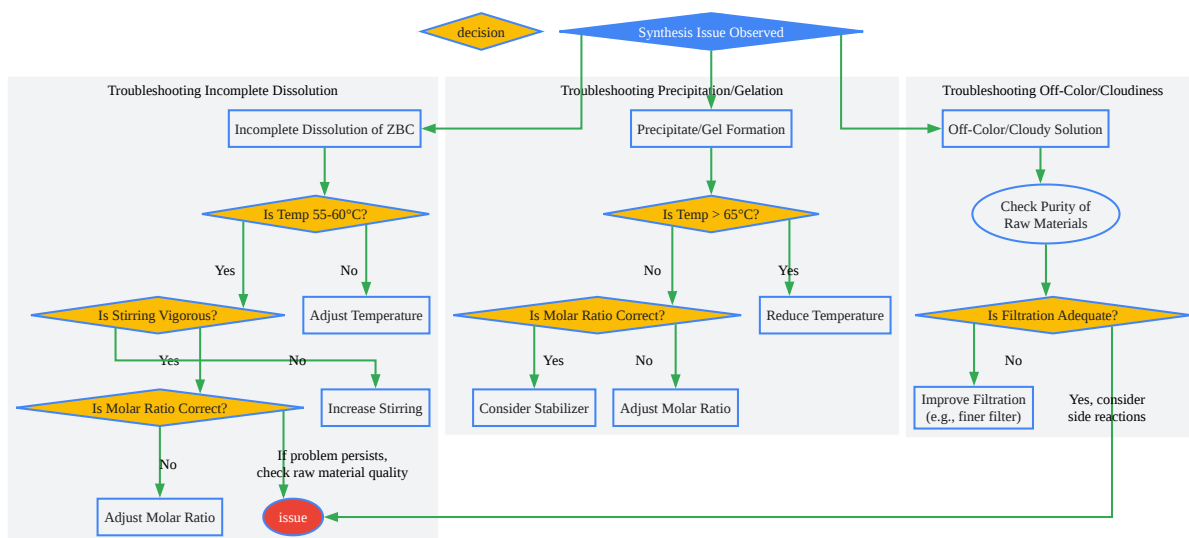 decision
Synthesis Issue Observed
Troubleshooting Incomplete Dissolution
Incomplete Dissolution of ZBC
Is Temp 55-60°C?
Yes
No
Is Stirring Vigorous?
Adjust Temperature
Yes
No
Is Molar Ratio Correct?
Increase Stirring
If problem persists,
check raw material quality
No
Adjust Molar Ratio
issue
Troubleshooting Precipitation/Gelation
Precipitate/Gel Formation
Is Temp > 65°C?
No
Yes
Is Molar Ratio Correct?
Reduce Temperature
Yes
No
Consider Stabilizer
Adjust Molar Ratio
Troubleshooting Off-Color/Cloudiness
Off-Color/Cloudy Solution
Check Purity of
Raw Materials
Is Filtration Adequate?
No
Improve Filtration
(e.g., finer filter)
Yes, consider
side reactions